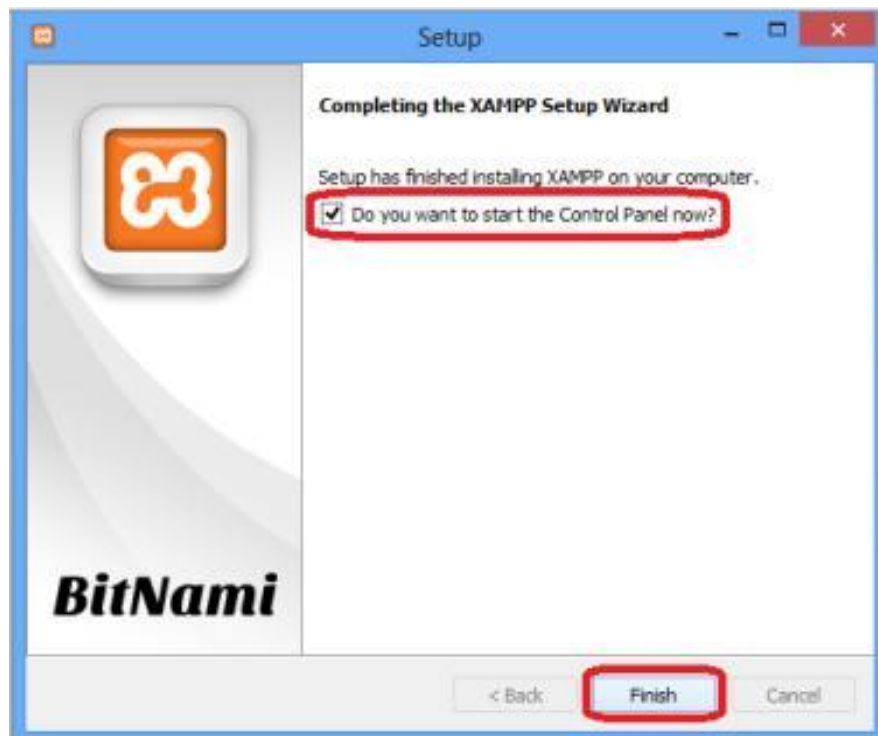 Setup
Completing the XAMPP Setup Wizard
Setup has finished installing XAMPP on your computer.
Do you want to start the Control Panel now?
BitNami
< Back Finish Cancel